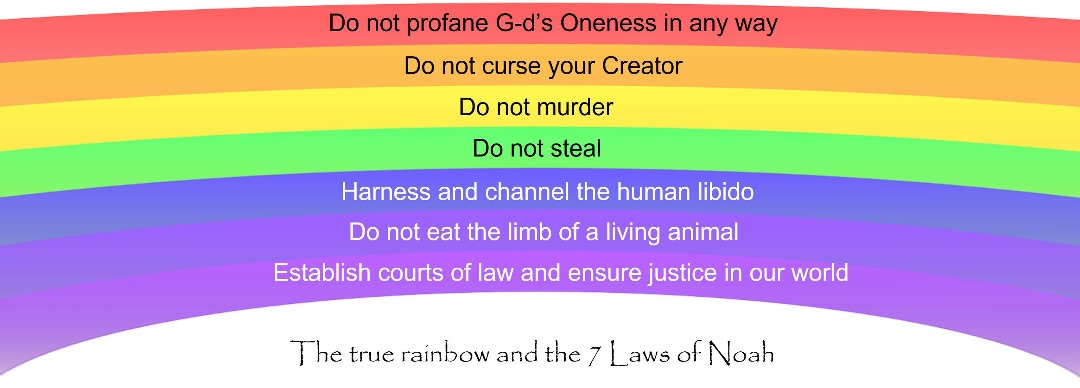 Do not profane G-d’s Oneness in any way
Do not curse your Creator
Do not murder
Do not steal
Harness and channel the human libido
Do not eat the limb of a living animal
Establish courts of law and ensure justice in our world
The true rainbow and the 7 Laws of Noah